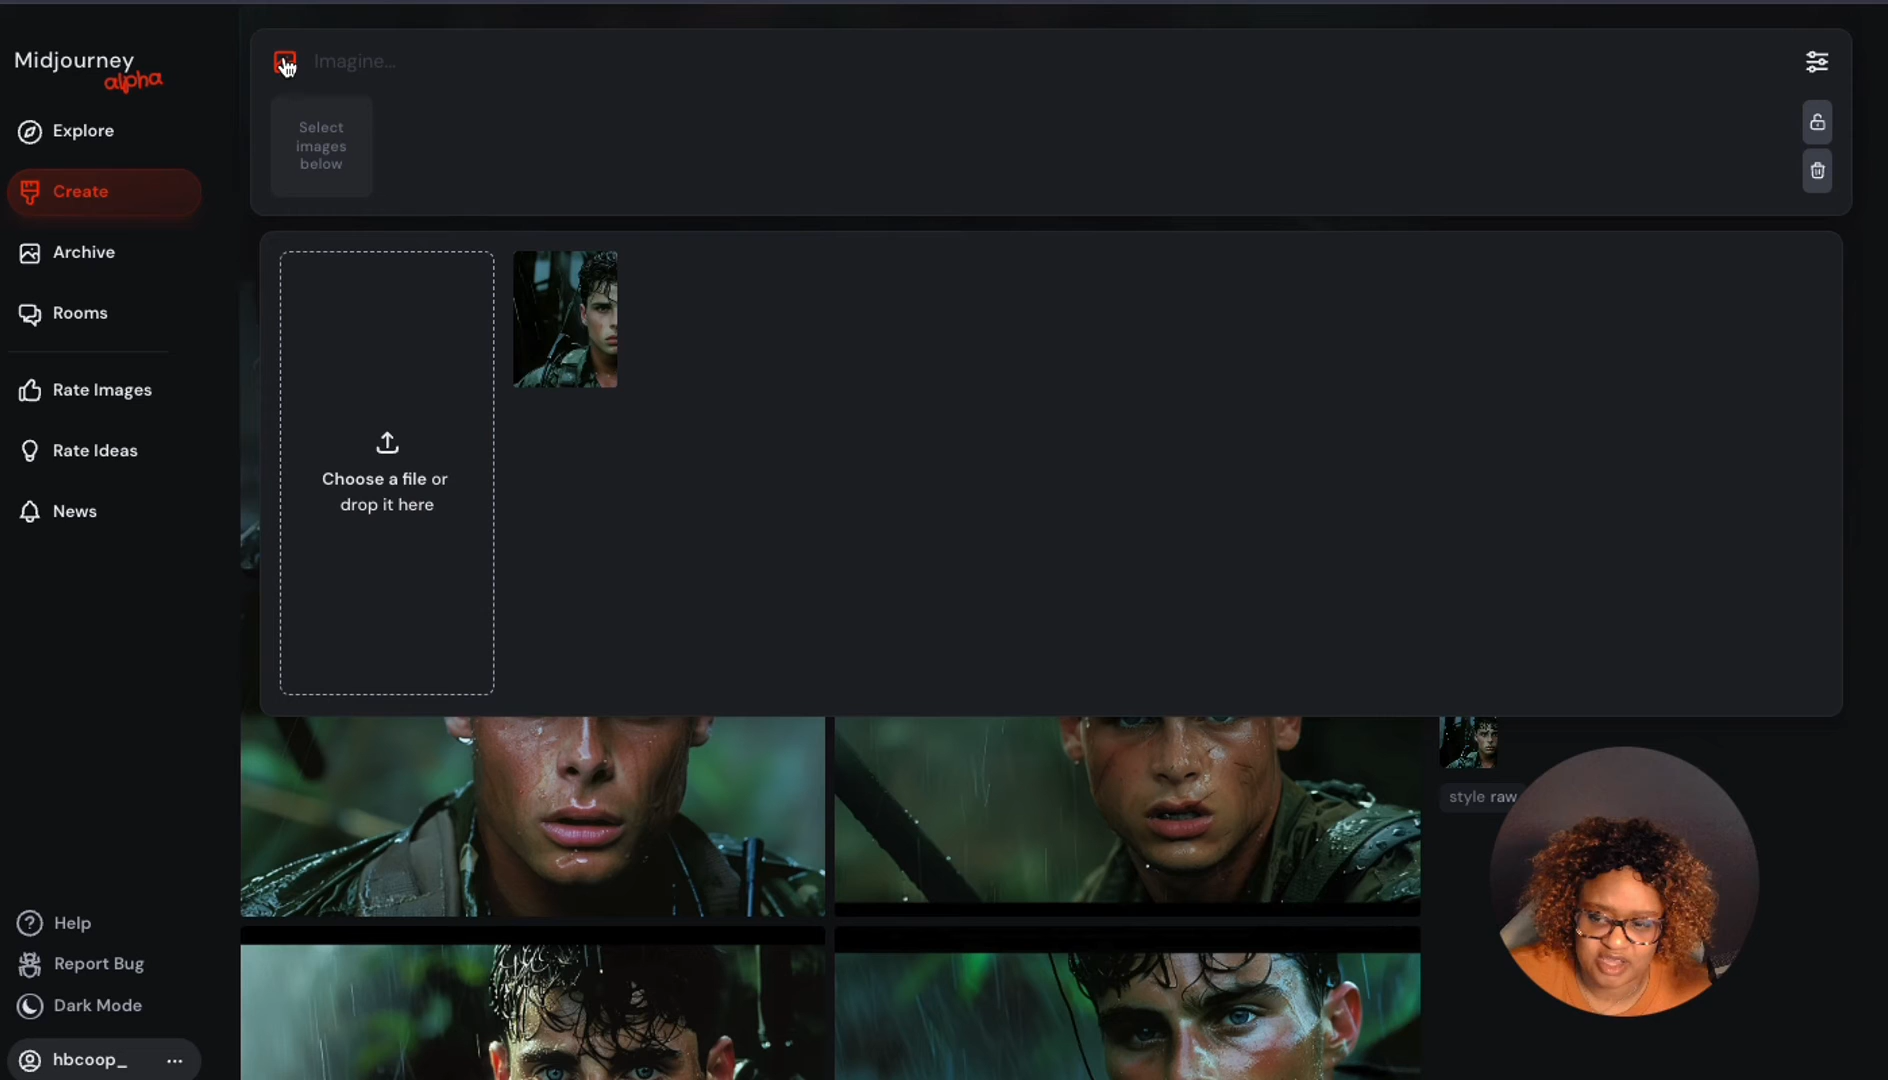 Midjourney
alpha
Imagine...
Select
images
below
Explore
Create
Archive
Rooms
Rate Images
Rate Ideas
News
Choose a file or
drop it here
style raw
Help
Report Bug
Dark Mode
hbcoop_ ...